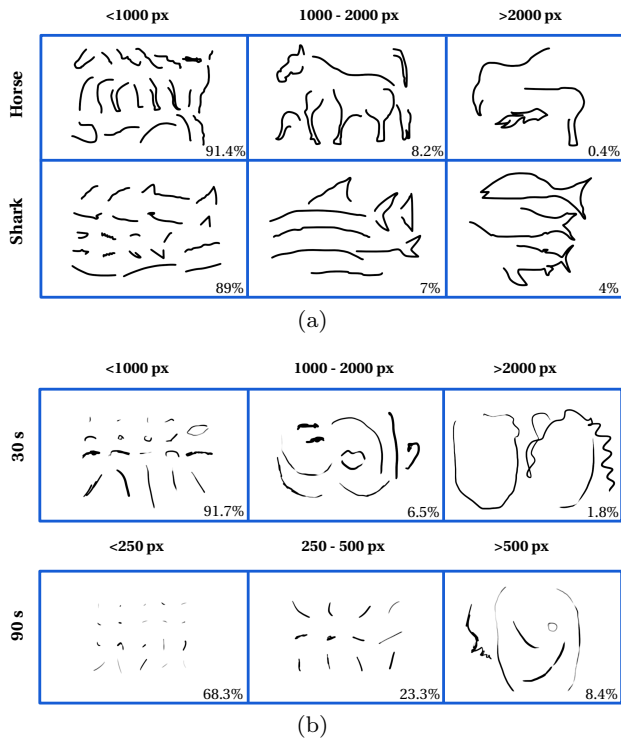 <1000 px 1000 - 2000 px >2000 px
Horse
91.4% 8.2% 0.4%
Shark
89% 7% 4%
(a)
<1000 px 1000 - 2000 px >2000 px
30 s
91.7% 6.5% 1.8%
<250 px 250 - 500 px >500 px
90 s
68.3% 23.3% 8.4%
(b)